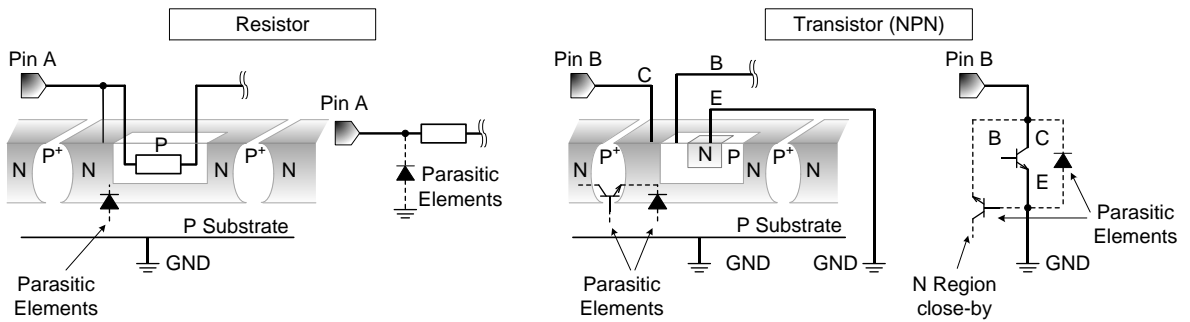 Resistor
Pin A
N
P+
N
P
N
P+
N
P Substrate
GND
Parasitic
Elements
Pin A
Parasitic
Elements
Transistor (NPN)
Pin B
C
B
E
N
P+
N
N
P
N
P+
N
P Substrate
GND
GND
Parasitic
Elements
Pin B
B
C
E
Parasitic
Elements
N Region
close-by